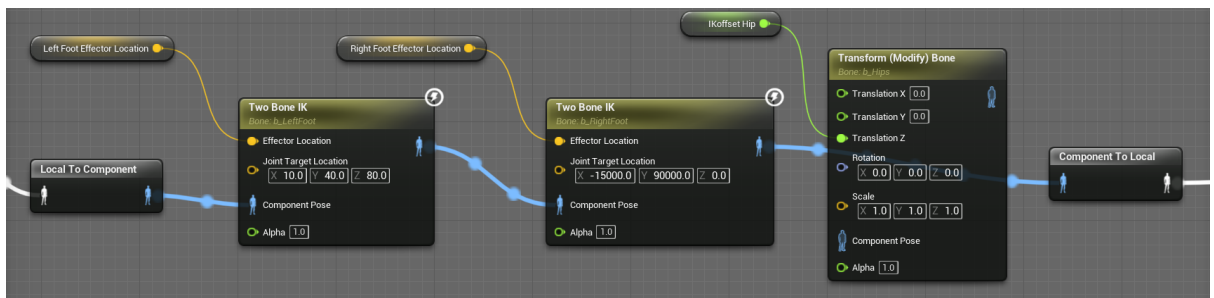 IKoffset Hip
Left Foot Effector Location
Right Foot Effector Location
Local To Component
Two Bone IK
Bone: b_LeftFoot
Effector Location
Joint Target Location
X 10.0 Y 40.0 Z 80.0
Component Pose
Alpha 1.0
Two Bone IK
Bone: b_RightFoot
Effector Location
Joint Target Location
X -15000.0 Y 90000.0 Z 0.0
Component Pose
Alpha 1.0
Transform (Modify) Bone
Bone: b_Hips
Translation X 0.0
Translation Y 0.0
Translation Z
Rotation
X 0.0 Y 0.0 Z 0.0
Scale
X 1.0 Y 1.0 Z 1.0
Component Pose
Alpha 1.0
Component To Local